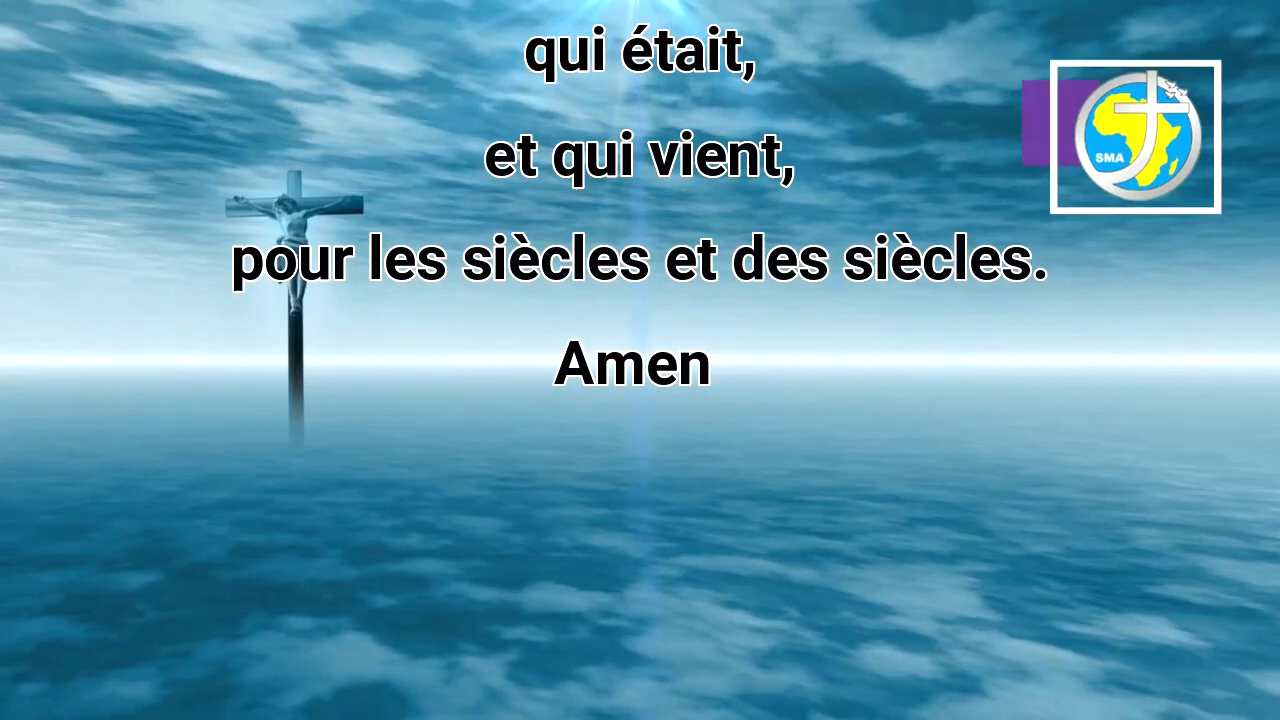 qui était,
SMA
et qui vient,
pour les siècles et des siècles.
Amen